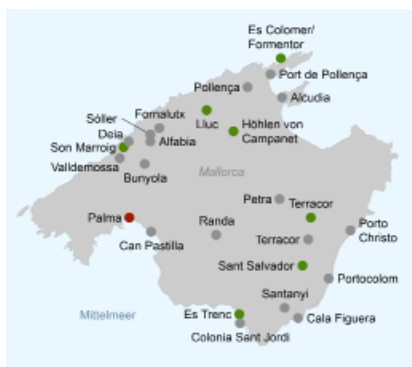 Es Colomer/
Formentor
Port de Pollença
Pollença
Alcudia
Fornalutx
Sóller
Lluc
Höhlen von
Campanet
Deia
Alfabia
Son Marroig
Valldemossa
Bunyola
Mallorca
Petra
Terracor
Palma
Randa
Porto
Christo
Can Pastilla
Terracor
Sant Salvador
Portocolom
Santanyi
Mittelmeer
Es Trenc
Cala Figuera
Colonia Sant Jordi